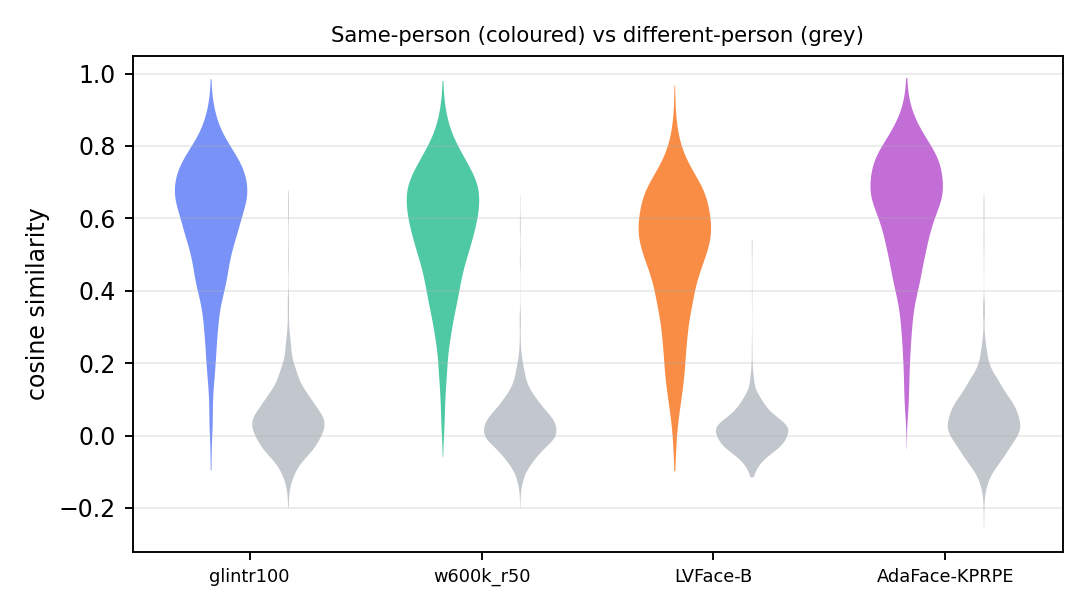 Same-person (coloured) vs different-person (grey)
1.0
0.8
0.6
0.4
0.2
0.0
−0.2
cosine similarity
glintr100
w600k_r50
LVFace-B
AdaFace-KPRPE